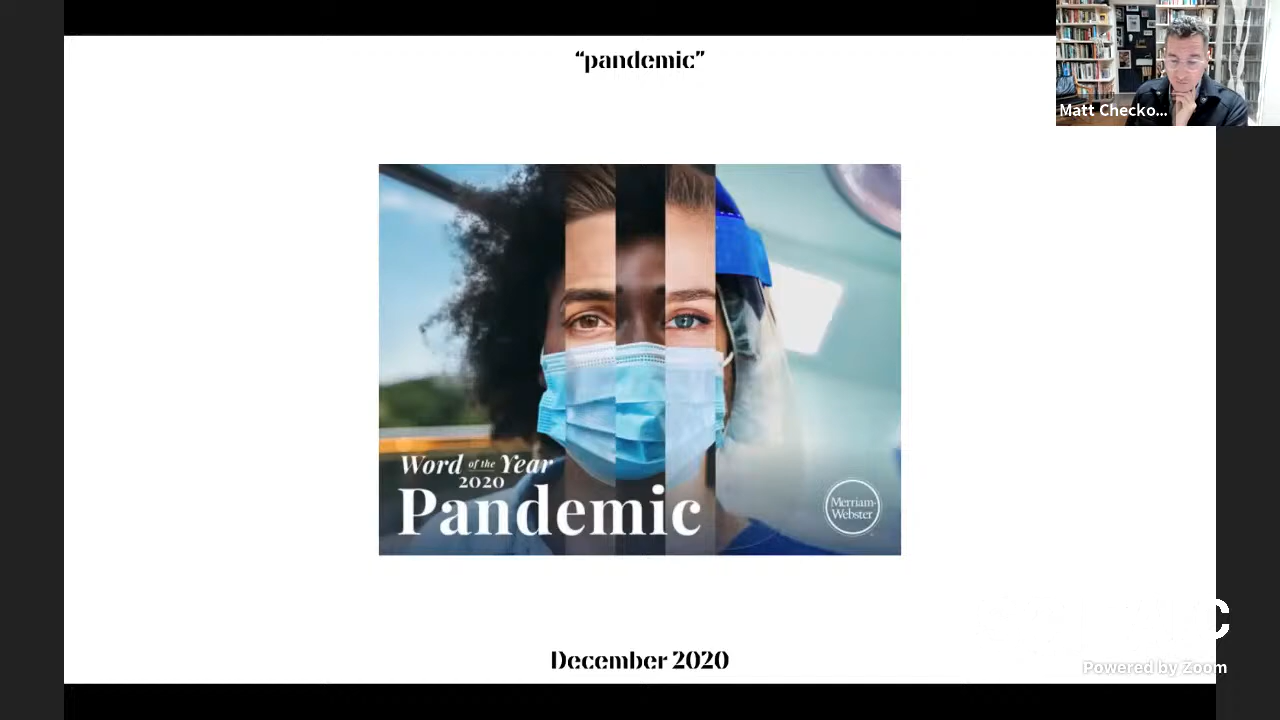 “pandemic”
Matt Checko...
Word of the Year
2020
Pandemic
Merriam-
Webster
December 2020
C
Powered by Zoom